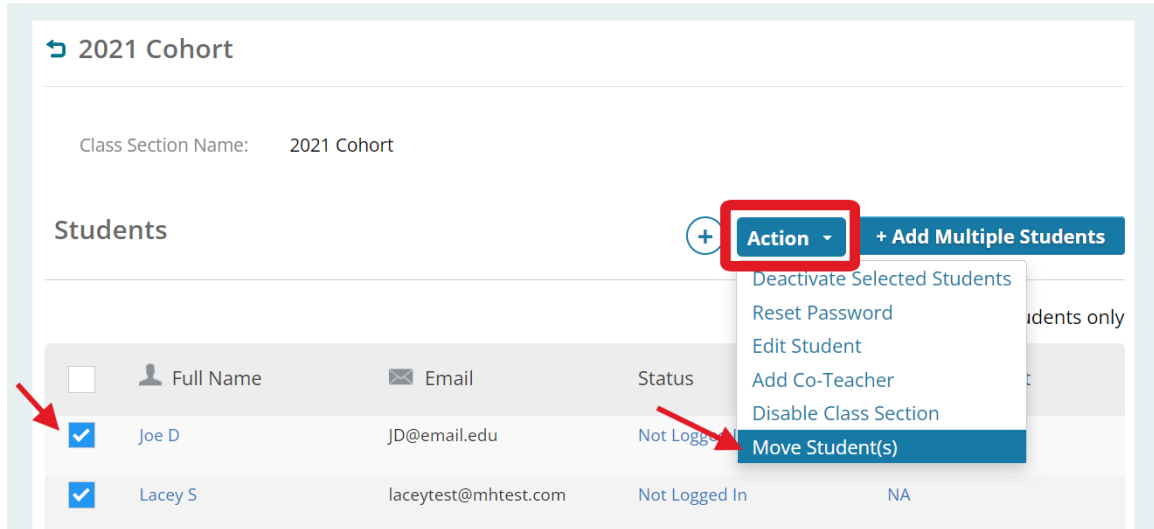 2021 Cohort
Class Section Name: 2021 Cohort
Students
+ Action + Add Multiple Students
Deactivate Selected Students
Reset Password
Edit Student
Add Co-Teacher
Disable Class Section
Move Student(s)
only
Full Name Email Status
Joe D JD@email.edu Not
Lacey S laceytest@mhtest.com Not Logged In NA